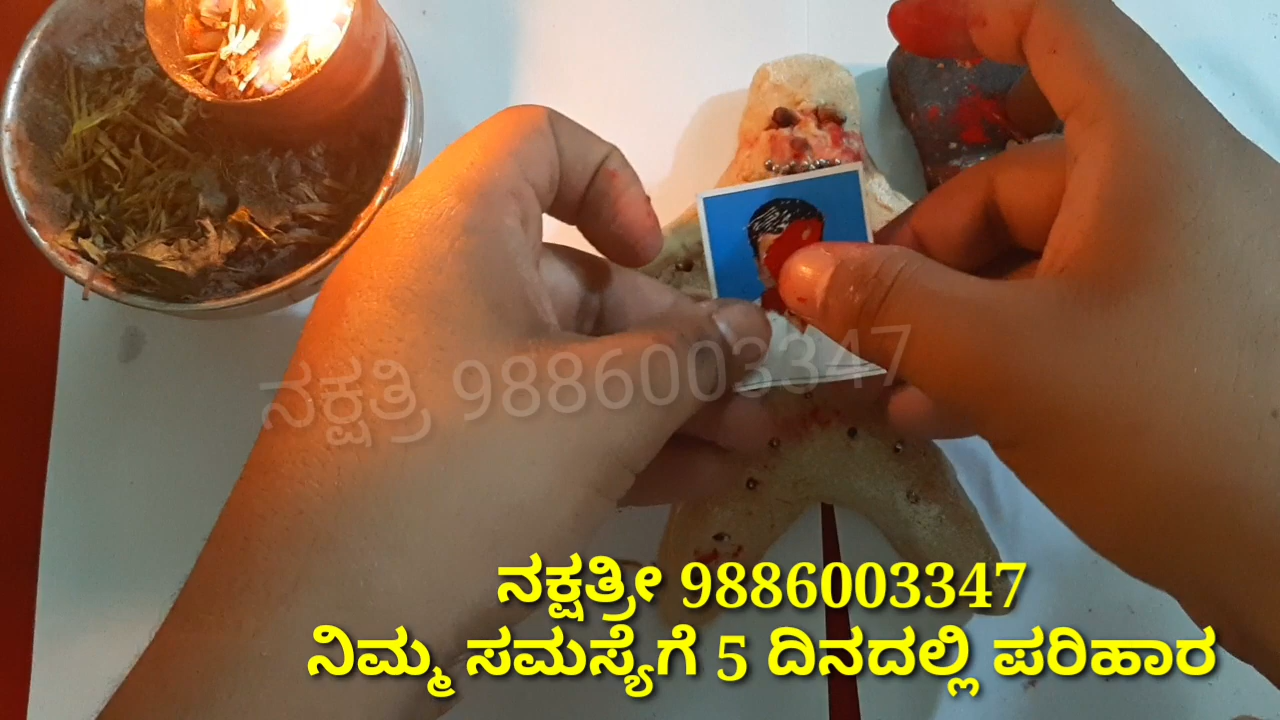 ನಕ್ಷತ್ರಿ 9886003347
ನಕ್ಷತ್ರೀ 9886003347
ನಿಮ್ಮ ಸಮಸ್ಯೆಗೆ 5 ದಿನದಲ್ಲಿ ಪರಿಹಾರ